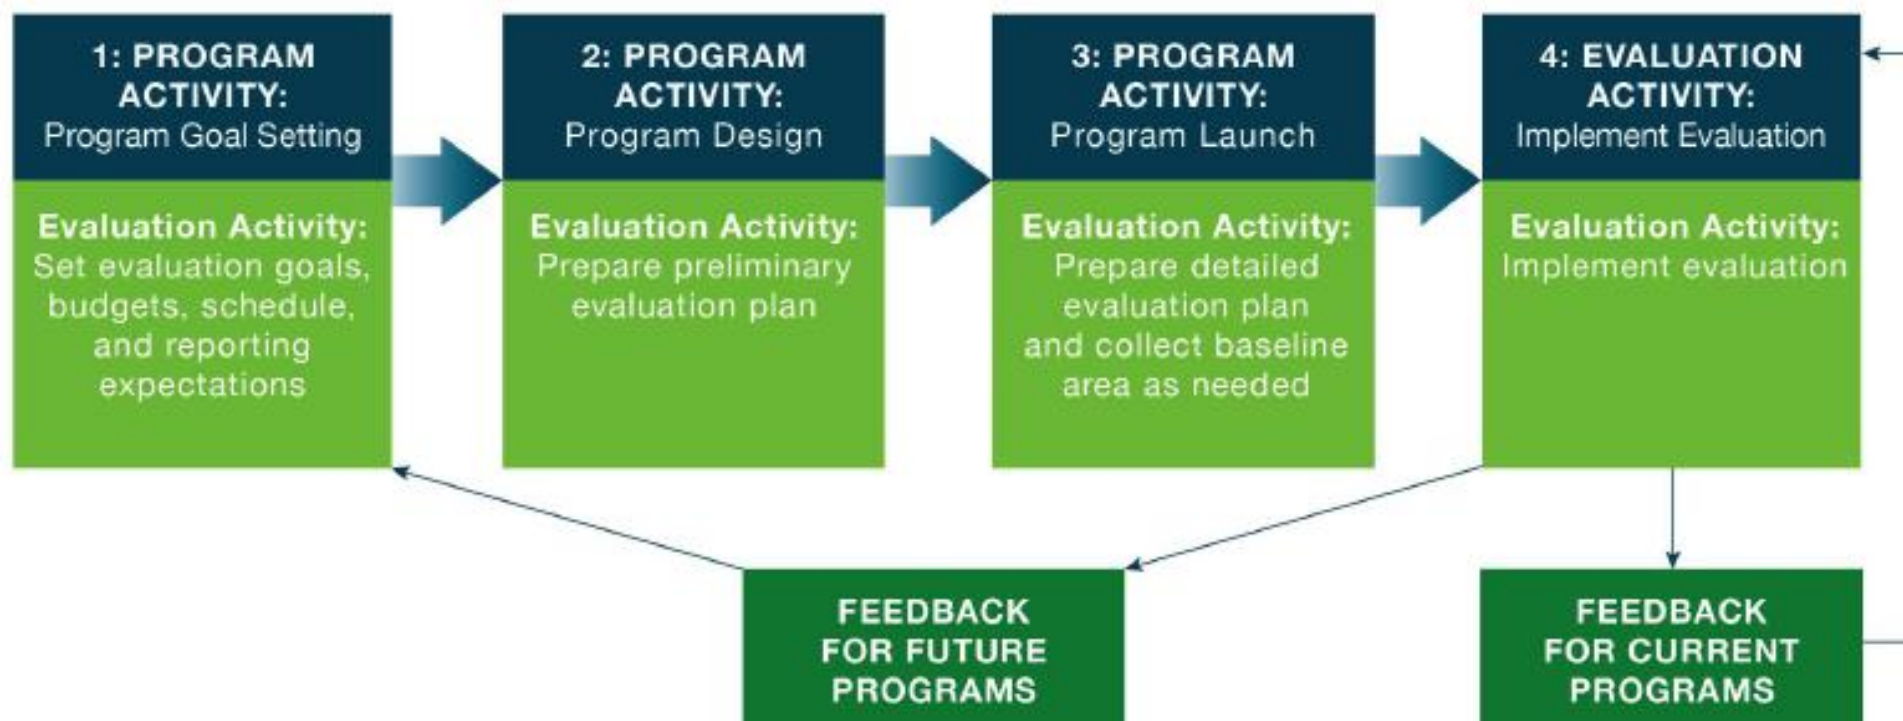 1: PROGRAM
ACTIVITY:
Program Goal Setting
Evaluation Activity:
Set evaluation goals,
budgets, schedule,
and reporting
expectations
2: PROGRAM
ACTIVITY:
Program Design
Evaluation Activity:
Prepare preliminary
evaluation plan
3: PROGRAM
ACTIVITY:
Program Launch
Evaluation Activity:
Prepare detailed
evaluation plan
and collect baseline
area as needed
4: EVALUATION
ACTIVITY:
Implement Evaluation
Evaluation Activity:
Implement evaluation
FEEDBACK
FOR FUTURE
PROGRAMS
FEEDBACK
FOR CURRENT
PROGRAMS